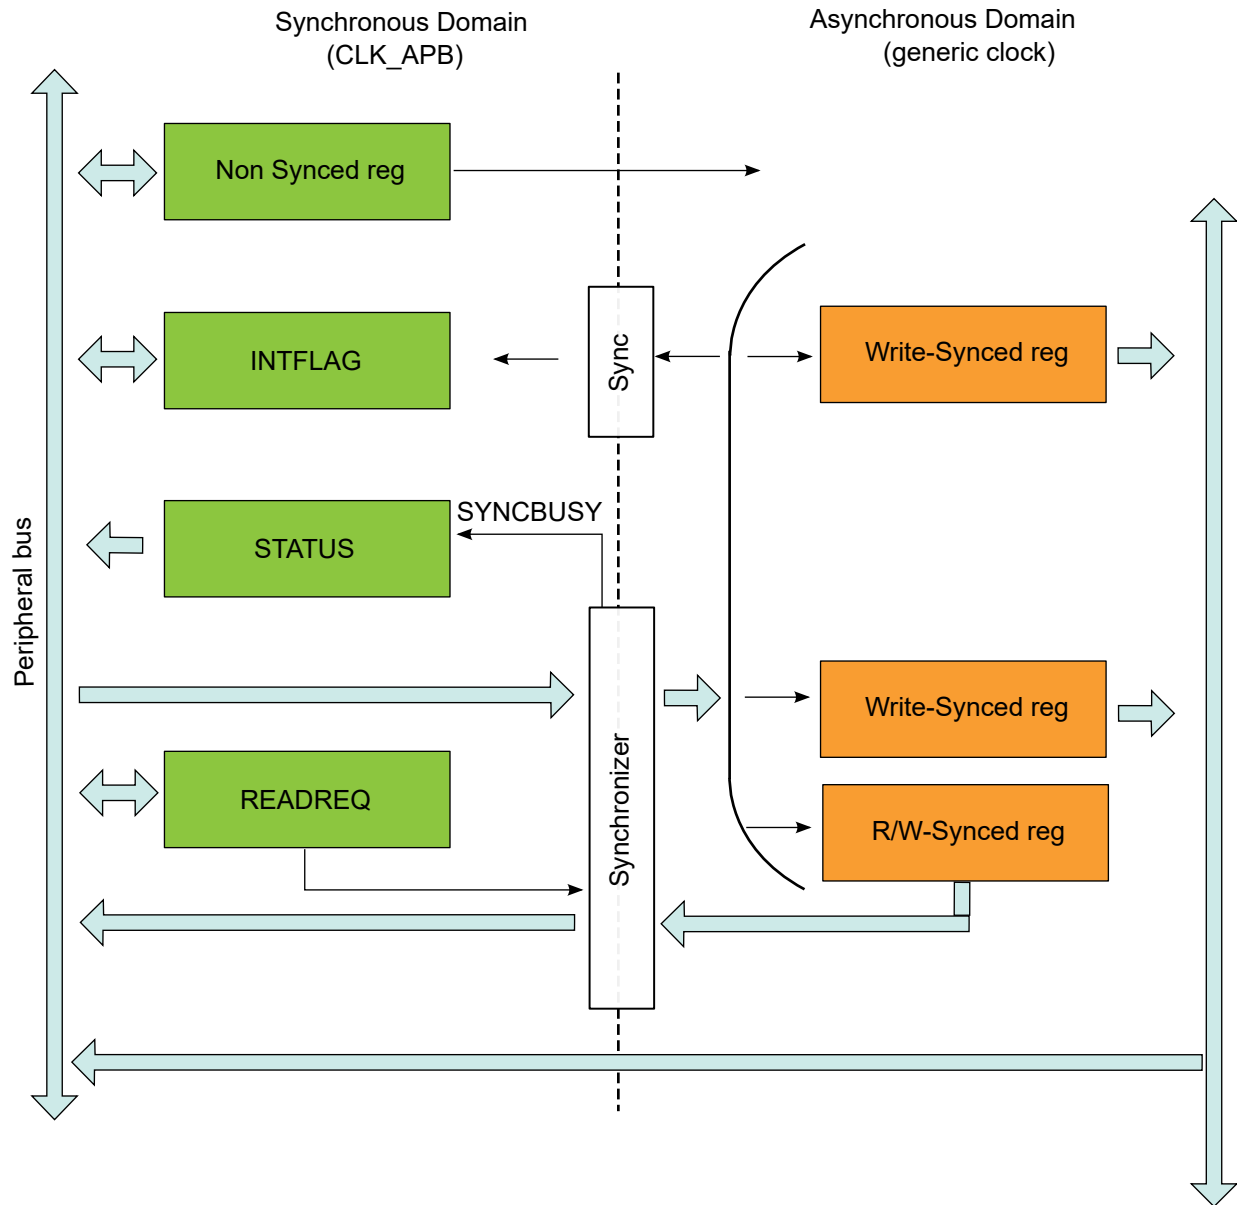 Synchronous Domain
(CLK_APB)
Asynchronous Domain
(generic clock)
Non Synced reg
INTFLAG
Sync
Write-Synced reg
SYNCBUSY
STATUS
Peripheral bus
Write-Synced reg
Synchronizer
READREQ
R/W-Synced reg